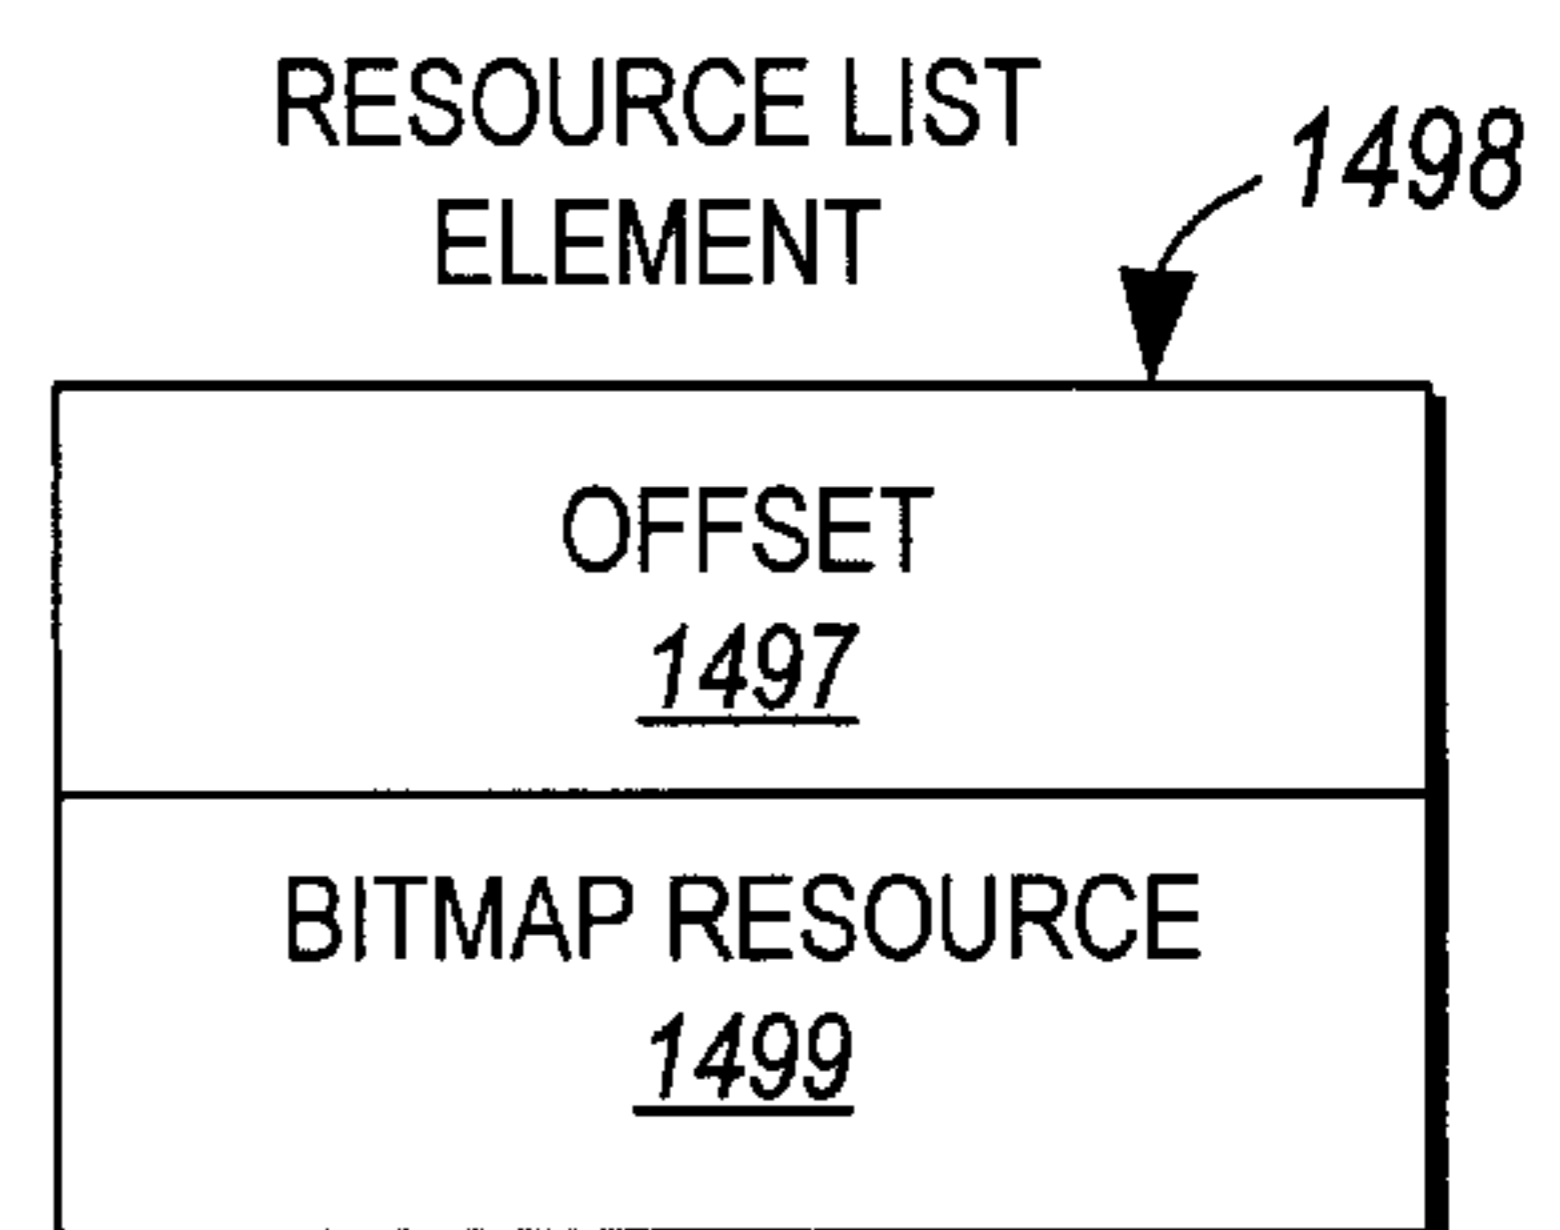 RESOURCE LIST
ELEMENT
1498
OFFSET
1497
BITMAP RESOURCE
1499